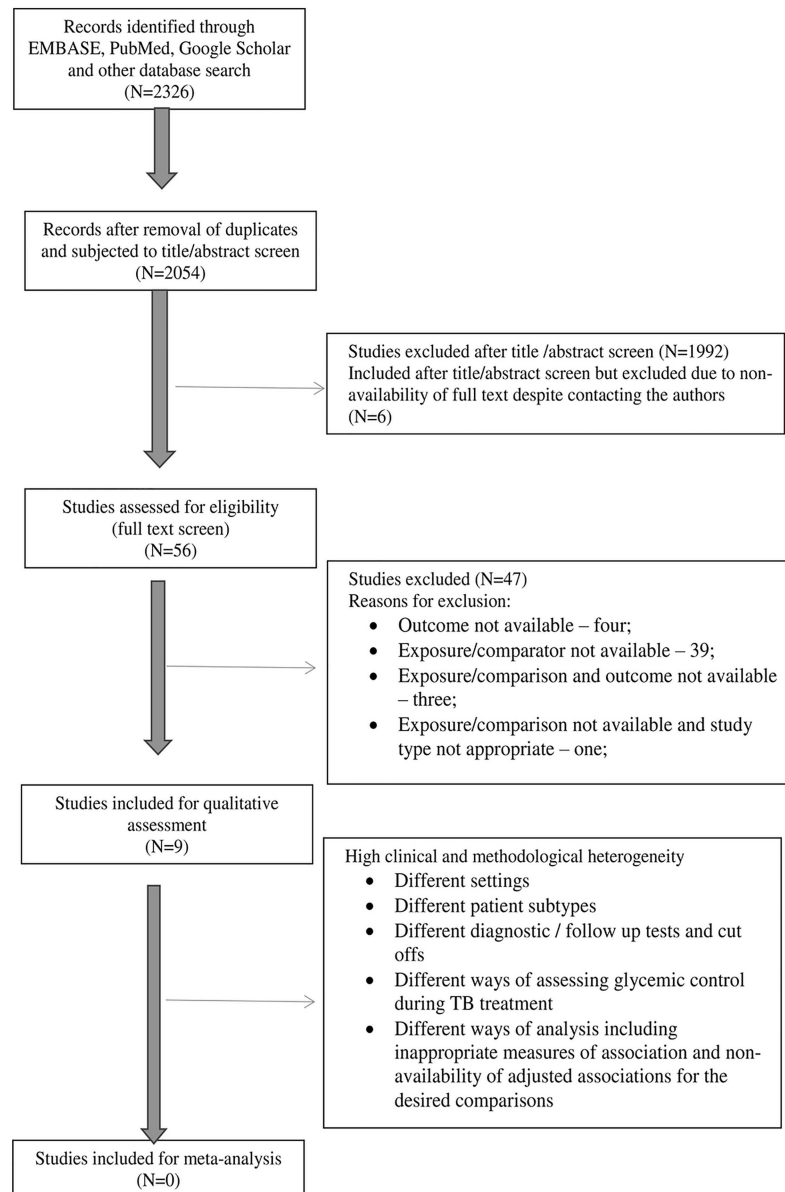 Records identified through
EMBASE, PubMed, Google Scholar
and other database search
(N=2326)
Records after removal of duplicates
and subjected to title/abstract screen
(N=2054)
Studies excluded after title /abstract screen (N=1992)
Included after title/abstract screen but excluded due to non-
availability of full text despite contacting the authors
(N=6)
Studies assessed for eligibility
(full text screen)
(N=56)
Studies excluded (N=47)
Reasons for exclusion:
• Outcome not available – four;
• Exposure/comparator not available – 39;
• Exposure/comparison and outcome not available
– three;
• Exposure/comparison not available and study
type not appropriate – one;
Studies included for qualitative
assessment
(N=9)
High clinical and methodological heterogeneity
• Different settings
• Different patient subtypes
• Different diagnostic / follow up tests and cut
offs
• Different ways of assessing glycemic control
during TB treatment
• Different ways of analysis including
inappropriate measures of association and non-
availability of adjusted associations for the
desired comparisons
Studies included for meta-analysis
(N=0)